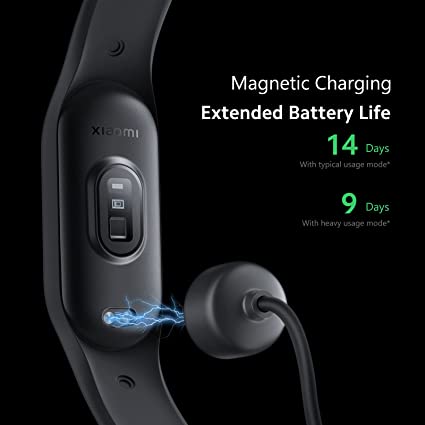 xiaomi
Magnetic Charging
Extended Battery Life
14 Days
With typical usage mode*
9 Days
With heavy usage mode*